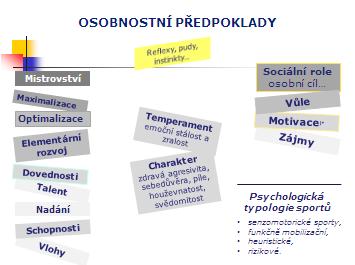 OSOBNOSTNÍ PŘEDPOKLADY
Reflexy, pudy,
instinkty...
Mistrovství
Maximalizace
Optimalizace
Elementární
rozvoj
Dovednosti
Talent
Nadání
Schopnosti
Vlohy
Temperament
emoční stálost a
zralost
Charakter
zdravá agresivita,
sebedůvěra, píle,
houževnatost,
svědomitost
Sociální role
osobní cíl...
Vůle
Motivace
Zájmy
Psychologická
typologie sportů
• senzomotorické sporty,
• funkčně mobilizační,
• heuristické,
• rizikové.